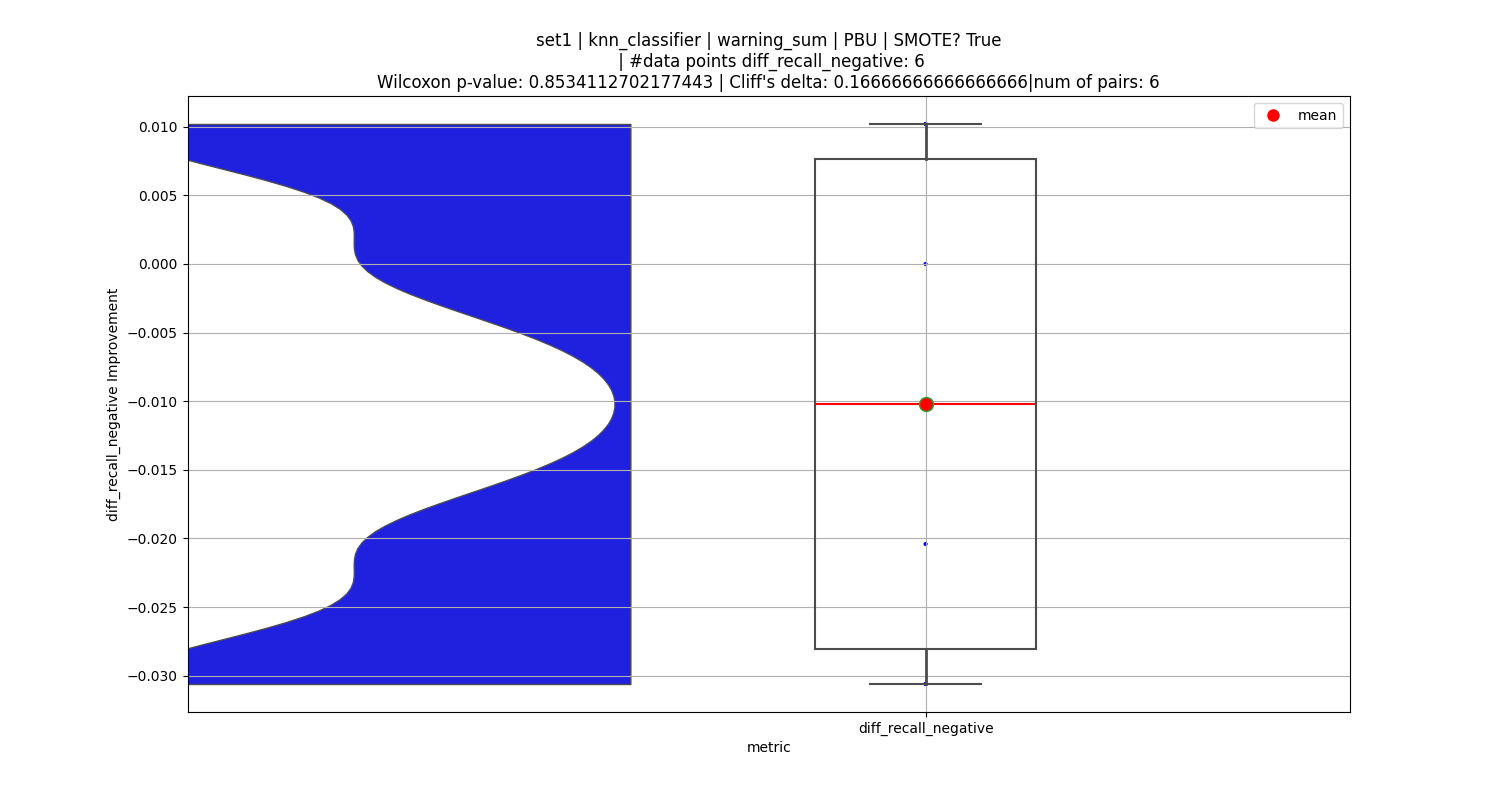 set1 | knn_classifier | warning_sum | PBU | SMOTE? True
| #data points diff_recall_negative: 6
Wilcoxon p-value: 0.8534112702177443 | Cliff's delta: 0.16666666666666666|num of pairs: 6
mean
0.010
0.005
0.000
−0.005
−0.010
−0.015
−0.020
−0.025
−0.030
diff_recall_negative Improvement
diff_recall_negative
metric